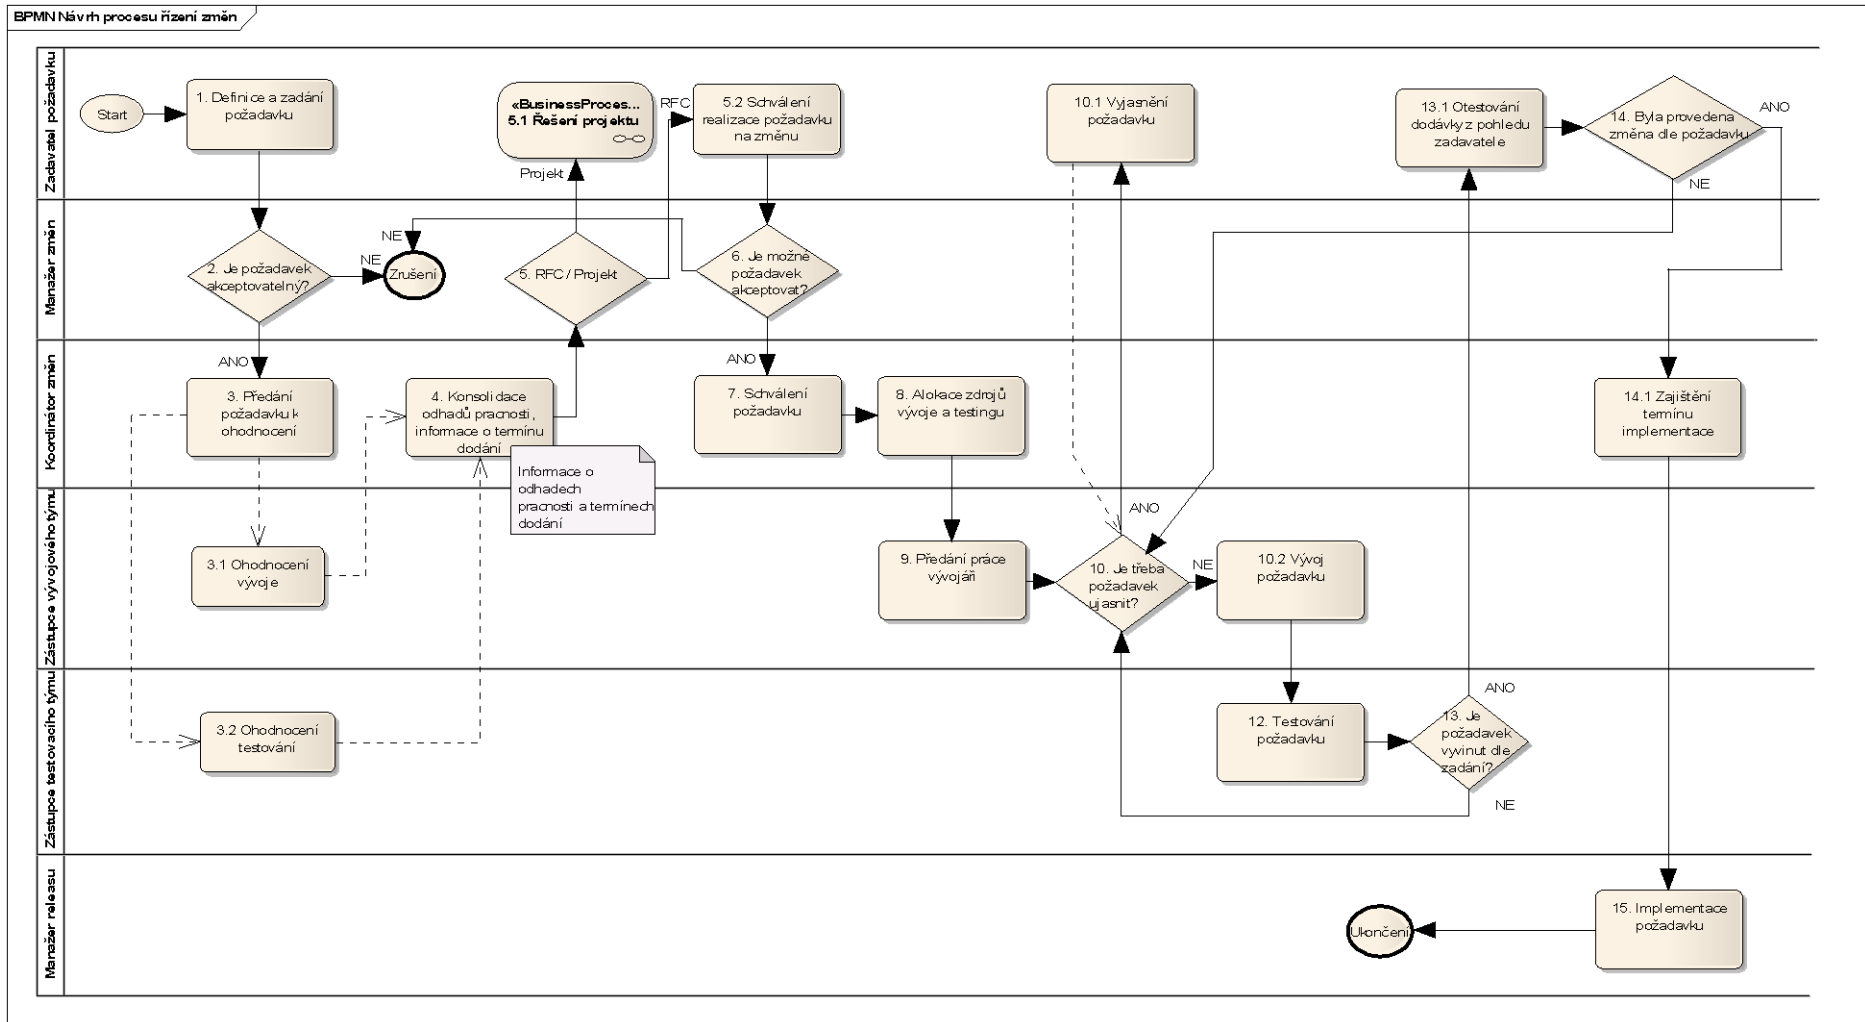 BPMN Návrh procesu řízení změn
Zadavatel požadavku
Start
1. Definice a zadání
požadavku
«BusinessProces...
5.1 Řešení projektu
Projekt
RFC
5.2 Schválení
realizace požadavku
na změnu
10.1 Vyjasnění
požadavku
13.1 Otestování
dodávky z pohledu
zadavatele
14. Byla provedena
změna dle požadavku
ANO
NE
Manažer změn
2. Je požadavek
akceptovatelný?
NE
NE
Zrušení
5. RFC / Projekt
6. Je možné
požadavek
akceptovat?
Koordinátor změn
ANO
3. Předání
požadavku k
ohodnocení
4. Konsolidace
odhadů pracnosti,
informace o termínu
dodání
Informace o
odhadech
pracnosti a termínech
dodání
ANO
7. Schválení
požadavku
8. Alokace zdrojů
vývoje a testingu
14.1 Zajištění
termínu
implementace
Zástupce vývojového týmu
3.1 Ohodnocení
vývoje
9. Předání práce
vývojáři
ANO
10. Je třeba
požadavek
ujasnit?
NE
10.2 Vývoj
požadavku
Zástupce testovacího týmu
3.2 Ohodnocení
testování
12. Testování
požadavku
ANO
13. Je
požadavek
vyvinut dle
zadání?
NE
Manažer releasu
Ukončení
15. Implementace
požadavku